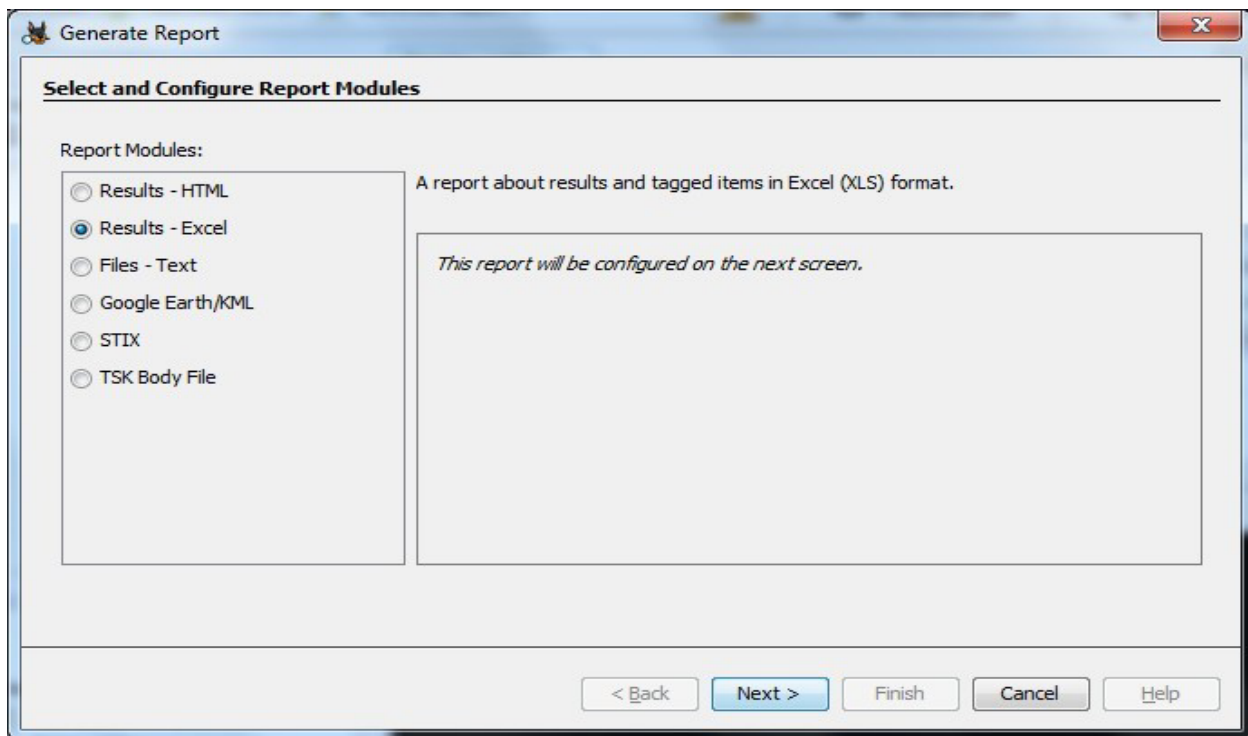 Generate Report
Select and Configure Report Modules
Report Modules:
Results - HTML
Results - Excel
Files - Text
Google Earth/KML
STIX
TSK Body File
A report about results and tagged items in Excel (XLS) format.
This report will be configured on the next screen.
< Back
Next >
Finish
Cancel
Help